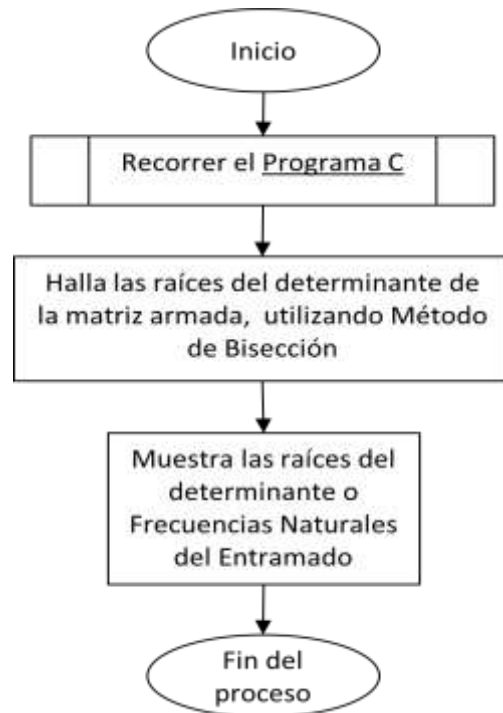 Inicio
Recorrer el Programa C
Halla las raíces del determinante de
la matriz armada, utilizando Método
de Bisección
Muestra las raíces del
determinante o
Frecuencias Naturales
del Entramado
Fin del
proceso